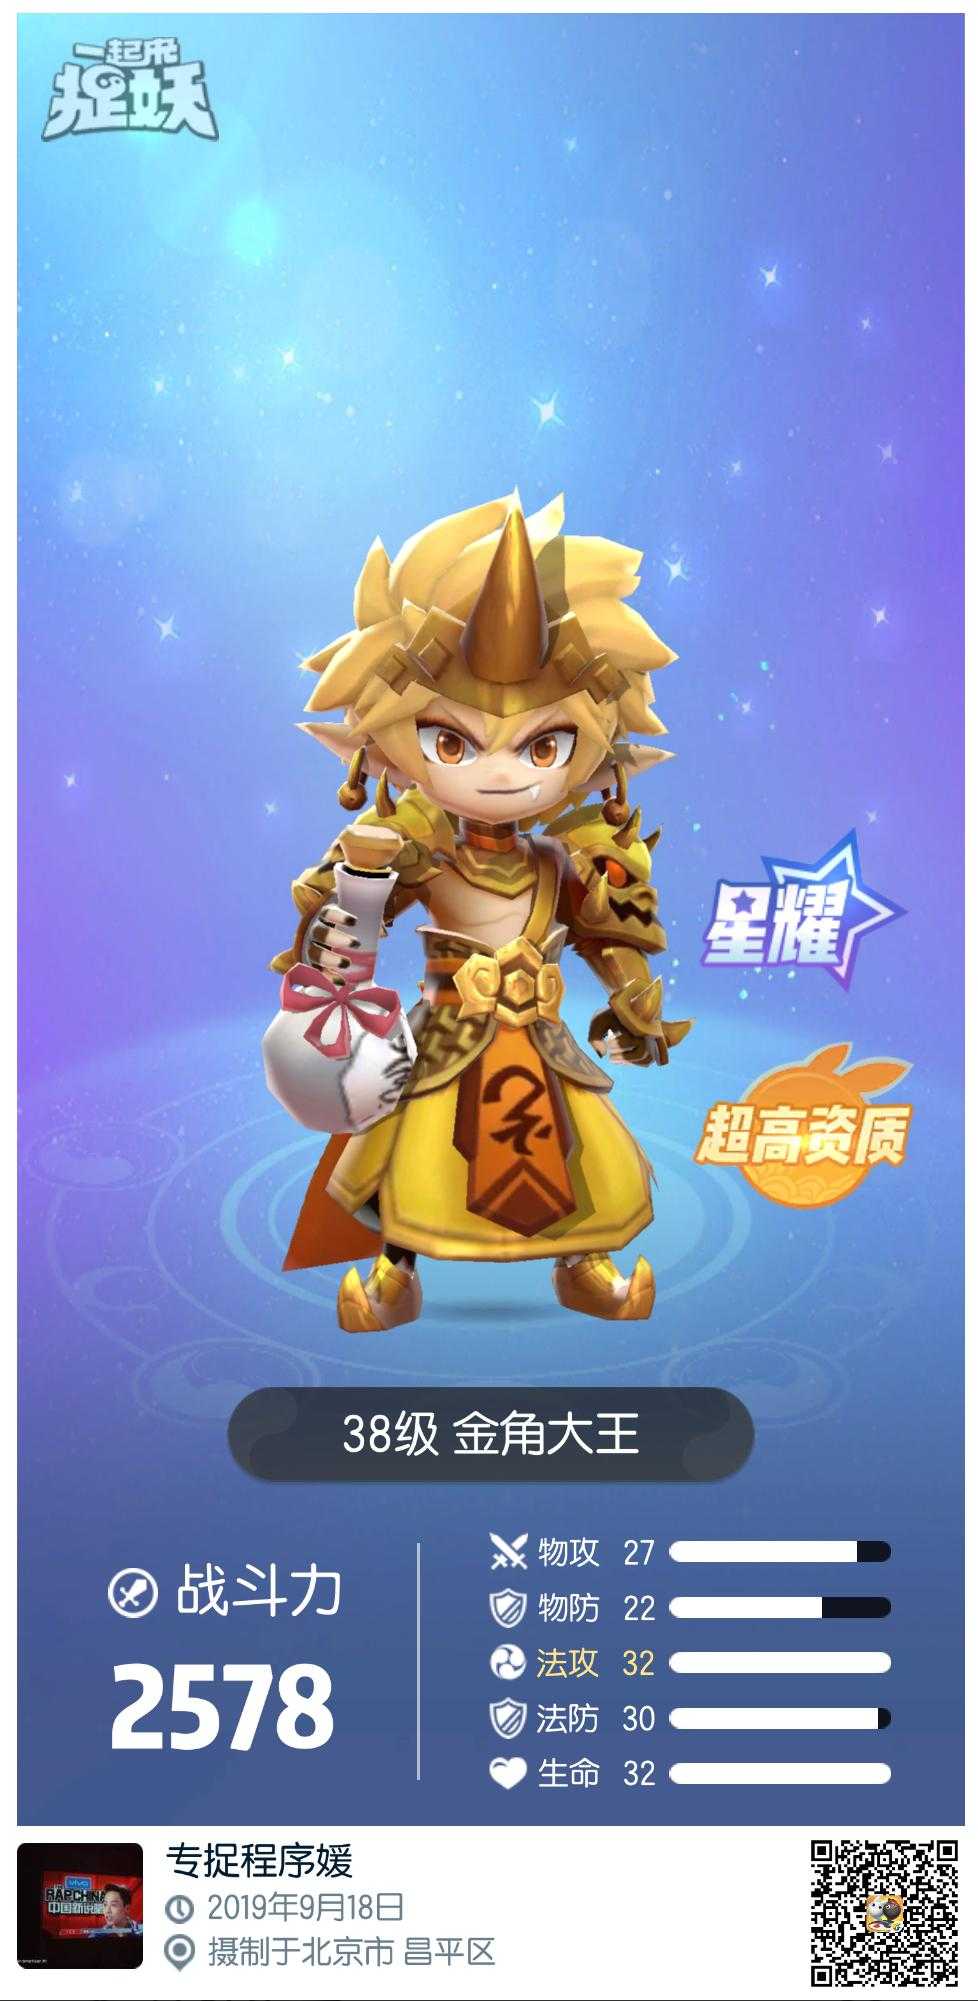 一起来
捉妖
星耀
超高资质
38级 金角大王
战斗力
2578
物攻 27
物防 22
法攻 32
法防 30
生命 32
专捉程序媛
2019年9月18日
摄制于北京市 昌平区
vivo
RAPCHINA
中国新说唱